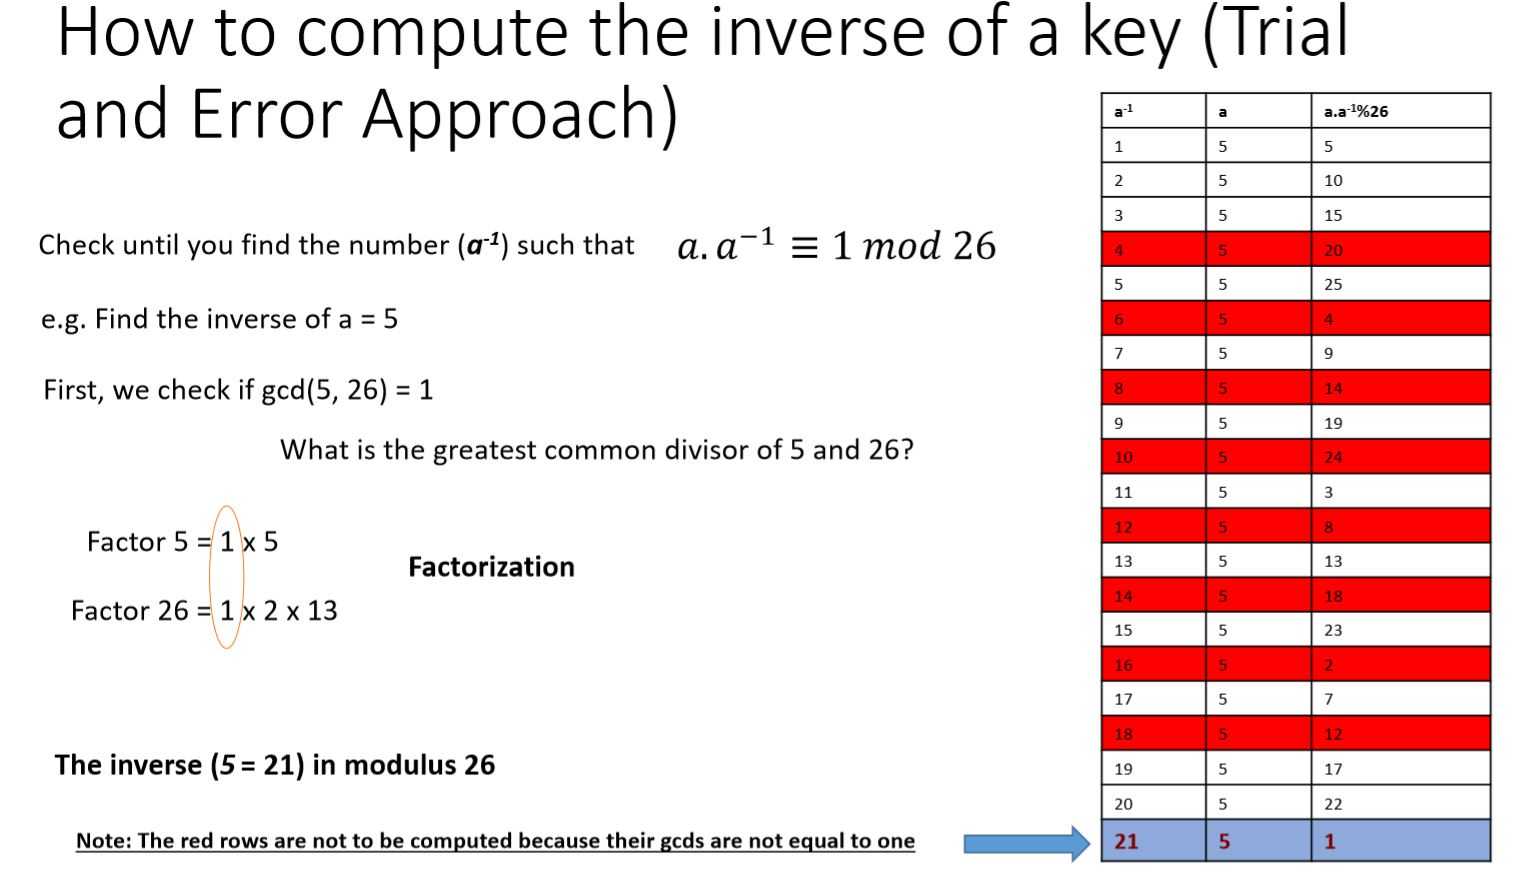 How to compute the inverse of a key (Trial
and Error Approach)
Check until you find the number (a⁻¹) such that a. a⁻¹ ≡ 1 mod 26
e.g. Find the inverse of a = 5
First, we check if gcd(5, 26) = 1
What is the greatest common divisor of 5 and 26?
Factor 5 = 1 x 5
Factorization
Factor 26 = 1 x 2 x 13
The inverse (5 = 21) in modulus 26
Note: The red rows are not to be computed because their gcds are not equal to one
a⁻¹ a a.a⁻¹%26
1 5 5
2 5 10
3 5 15
4 5 20
5 5 25
6 5 4
7 5 9
8 5 14
9 5 19
10 5 24
11 5 3
12 5 8
13 5 13
14 5 18
15 5 23
16 5 2
17 5 7
18 5 12
19 5 17
20 5 22
21 5 1